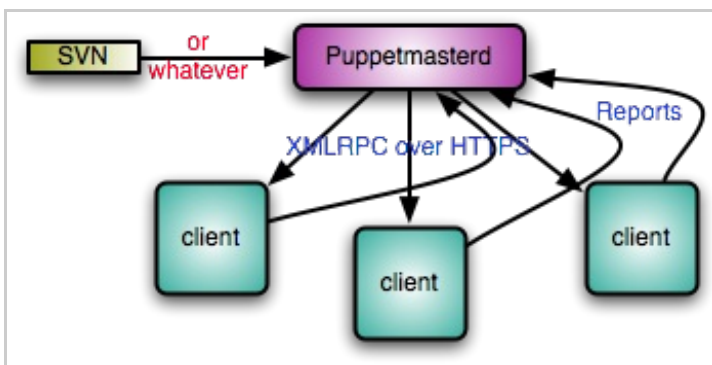 SVN
or
whatever
Puppetmasterd
Reports
XMLRPC over HTTPS
client
client
client